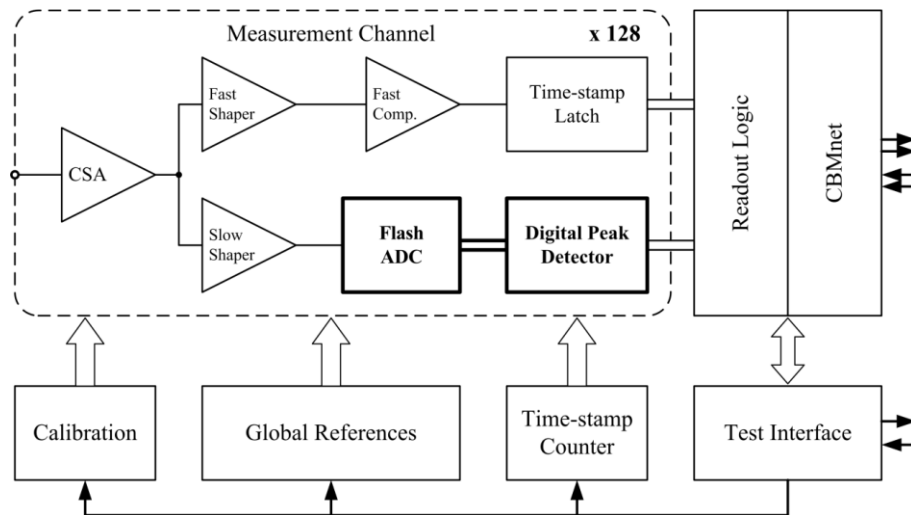 Measurement Channel
x 128
Fast
Shaper
Fast
Comp.
Time-stamp
Latch
CSA
Slow
Shaper
Flash
ADC
Digital Peak
Detector
Readout Logic
CBMnet
Calibration
Global References
Time-stamp
Counter
Test Interface